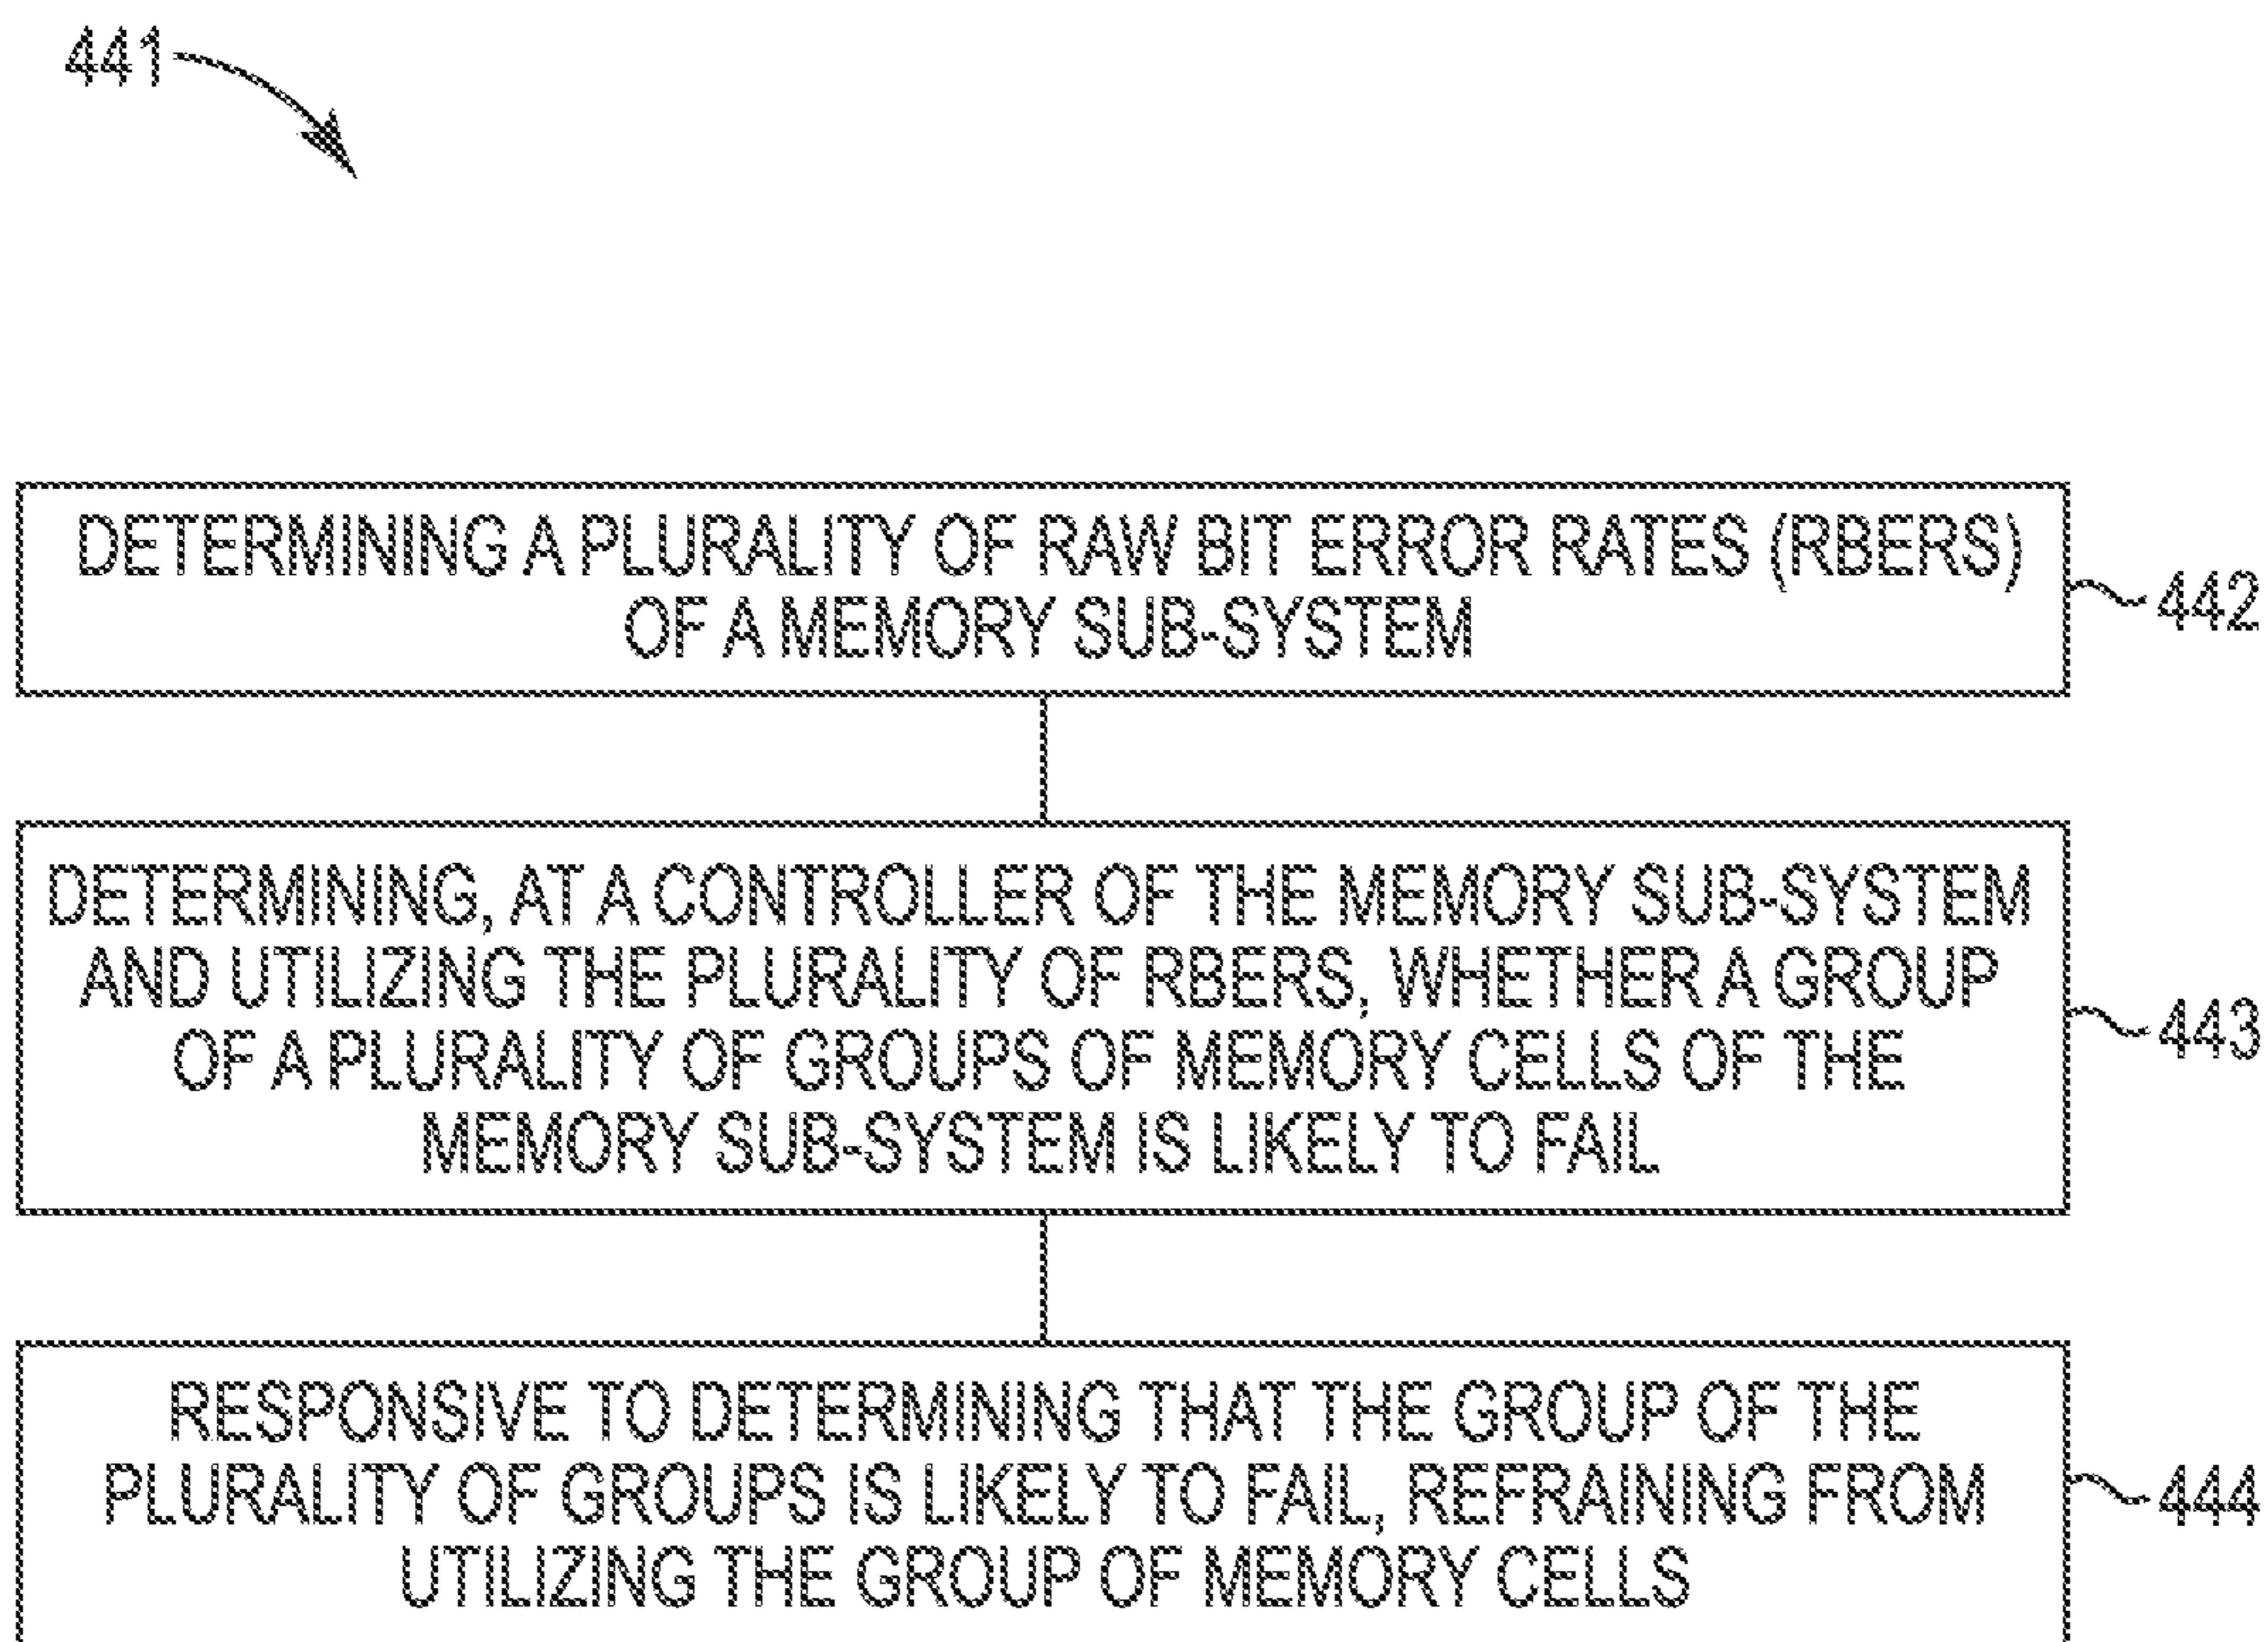 441
DETERMINING A PLURALITY OF RAW BIT ERROR RATES (RBERS)
OF A MEMORY SUB-SYSTEM
442
DETERMINING, AT A CONTROLLER OF THE MEMORY SUB-SYSTEM
AND UTILIZING THE PLURALITY OF RBERS, WHETHER A GROUP
OF A PLURALITY OF GROUPS OF MEMORY CELLS OF THE
MEMORY SUB-SYSTEM IS LIKELY TO FAIL
443
RESPONSIVE TO DETERMINING THAT THE GROUP OF THE
PLURALITY OF GROUPS IS LIKELY TO FAIL, REFRAINING FROM
UTILIZING THE GROUP OF MEMORY CELLS
444